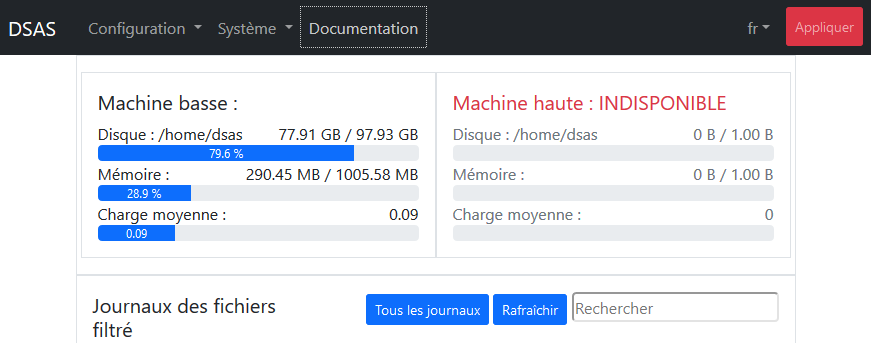 DSAS Configuration Système Documentation fr Appliquer
Machine basse :
Disque : /home/dsas 77.91 GB / 97.93 GB
79.6 %
Mémoire : 290.45 MB / 1005.58 MB
28.9 %
Charge moyenne : 0.09
0.09
Machine haute : INDISPONIBLE
Disque : /home/dsas 0 B / 1.00 B
Mémoire : 0 B / 1.00 B
Charge moyenne : 0
Journaux des fichiers
filtré
Tous les journaux Rafraîchir Rechercher